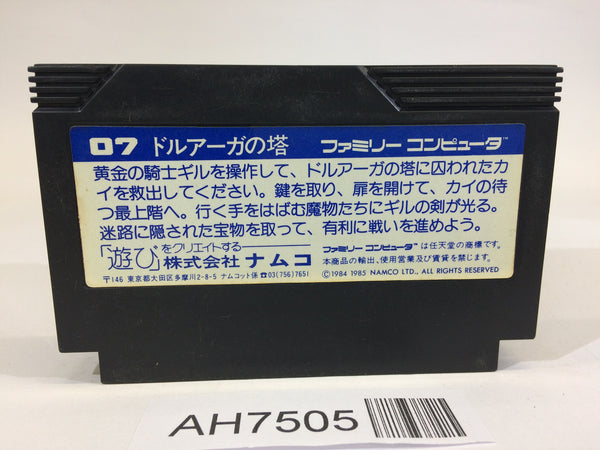 07 ドルアーガの塔 ファミリー コンピュータ™
黄金の騎士ギルを操作して、ドルアーガの塔に囚われたカ
イを救出してください。鍵を取り、扉を開けて、カイの待
つ最上階へ。行く手をはばむ魔物たちにギルの剣が光る。
迷路に隠された宝物を取って、有利に戦いを進めよう。
「遊び」をクリエイトする
株式会社 ナムコ
〒146 東京都大田区多摩川2-8-5 ナムコット係 ☎03(756)7651
ファミリー コンピュータ™ は任天堂の商標です。
本商品の輸出、使用営業及び賃貸を禁じます。
©1984 1985 NAMCO LTD., ALL RIGHTS RESERVED
AH7505